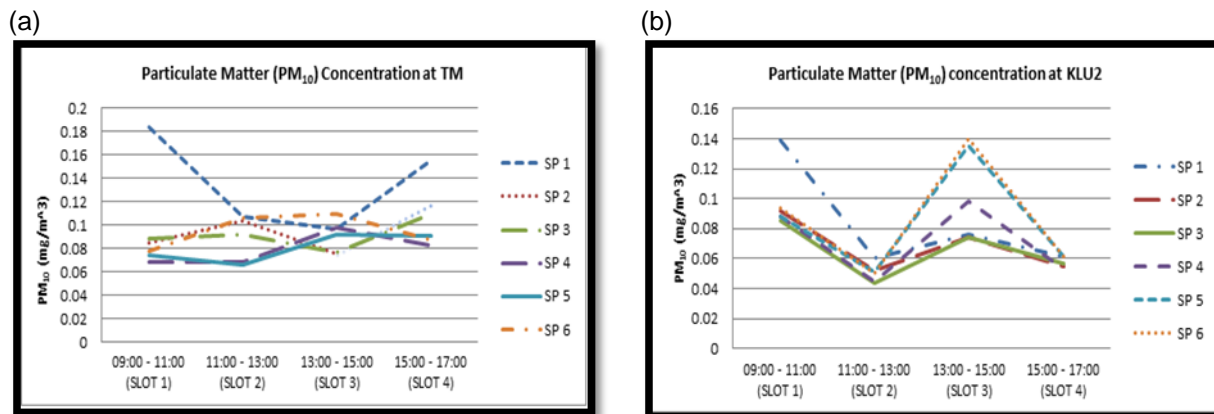 (a)
Particulate Matter (PM₁₀) Concentration at TM
PM₁₀ (mg/m^3)
0.2
0.18
0.16
0.14
0.12
0.1
0.08
0.06
0.04
0.02
0
09:00 - 11:00 11:00 - 13:00 13:00 - 15:00 15:00 - 17:00
(SLOT 1) (SLOT 2) (SLOT 3) (SLOT 4)
SP 1
SP 2
SP 3
SP 4
SP 5
SP 6
(b)
Particulate Matter (PM₁₀) concentration at KLU2
PM₁₀ (mg/m^3)
0.16
0.14
0.12
0.1
0.08
0.06
0.04
0.02
0
09:00 - 11:00 11:00 - 13:00 13:00 - 15:00 15:00 - 17:00
(SLOT 1) (SLOT 2) (SLOT 3) (SLOT 4)
SP 1
SP 2
SP 3
SP 4
SP 5
SP 6